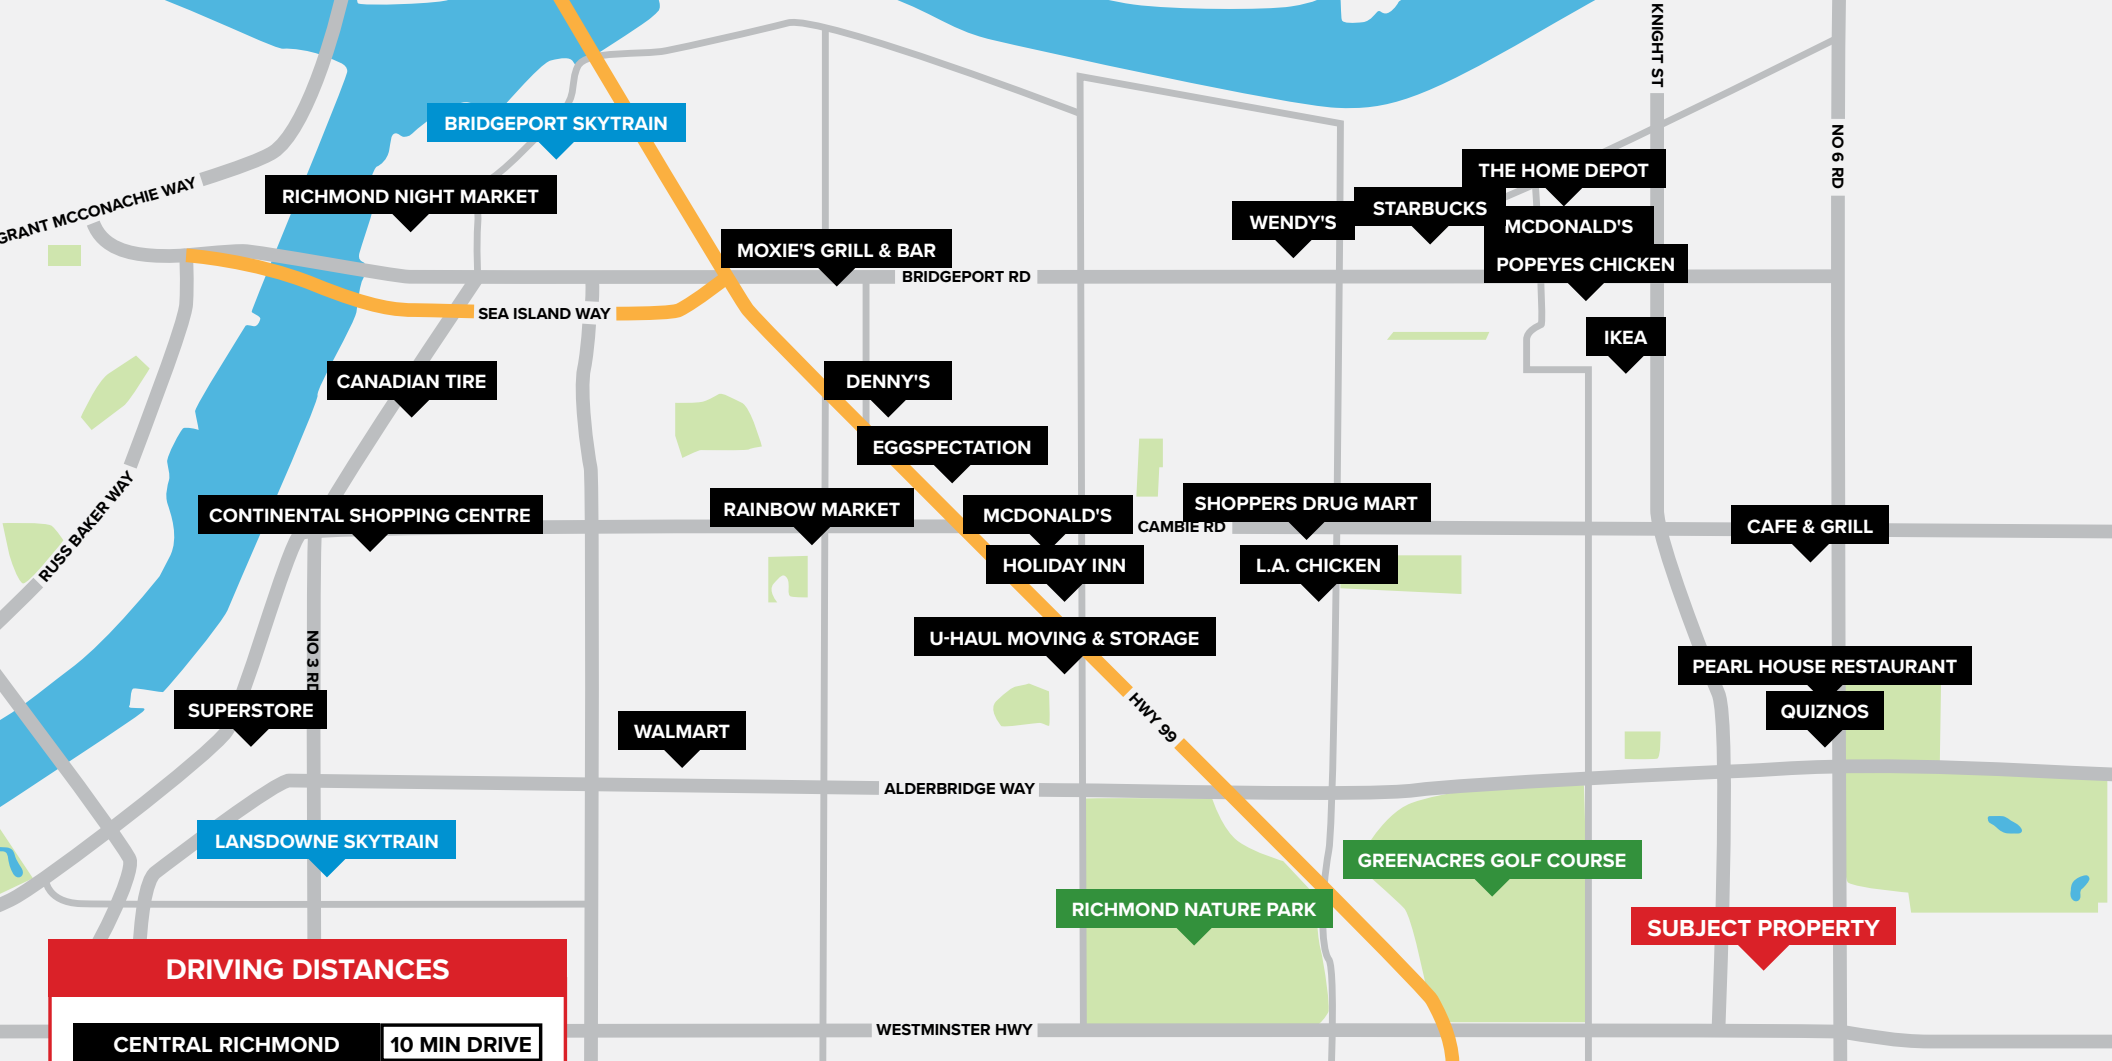 KNIGHT ST
BRIDGEPORT SKYTRAIN
NO 6 RD
THE HOME DEPOT
GRANT MCCONACHIE WAY
RICHMOND NIGHT MARKET
STARBUCKS
WENDY'S
MCDONALD'S
MOXIE'S GRILL & BAR
POPEYES CHICKEN
BRIDGEPORT RD
SEA ISLAND WAY
IKEA
CANADIAN TIRE
DENNY'S
EGGSPECTATION
RUSS BAKER WAY
CONTINENTAL SHOPPING CENTRE
RAINBOW MARKET
MCDONALD'S
SHOPPERS DRUG MART
CAMBIE RD
CAFE & GRILL
HOLIDAY INN
L.A. CHICKEN
U-HAUL MOVING & STORAGE
NO 3 RD
PEARL HOUSE RESTAURANT
SUPERSTORE
QUIZNOS
HWY 99
WALMART
ALDERBRIDGE WAY
LANSDOWNE SKYTRAIN
GREENACRES GOLF COURSE
RICHMOND NATURE PARK
SUBJECT PROPERTY
DRIVING DISTANCES
WESTMINSTER HWY
CENTRAL RICHMOND 10 MIN DRIVE